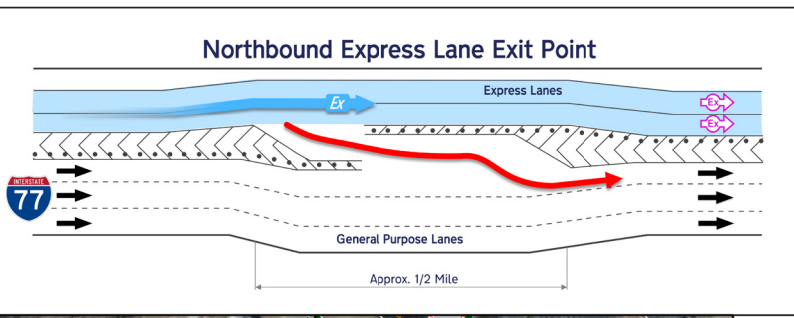 Northbound Express Lane Exit Point
Express Lanes
Ex
Ex
Ex
INTERSTATE
77
General Purpose Lanes
Approx. 1/2 Mile